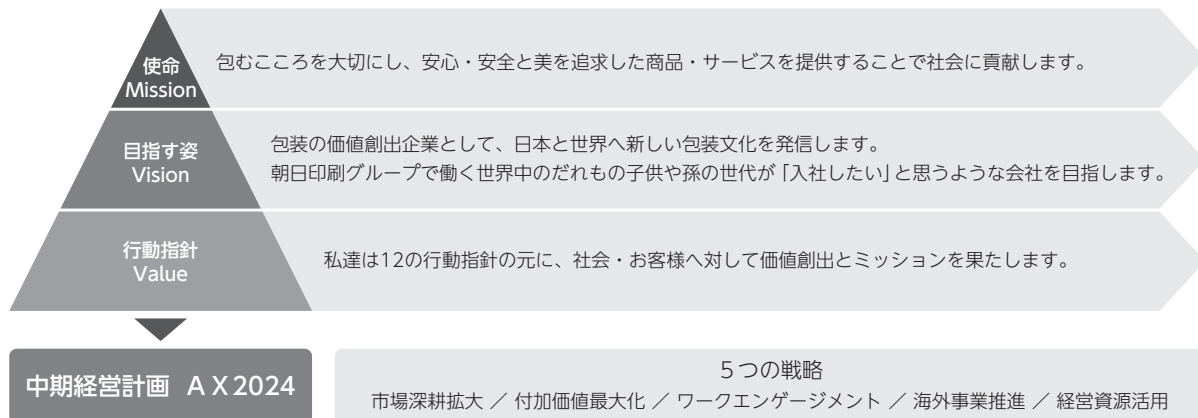 使命
Mission
包むこころを大切にし、安心・安全と美を追求した商品・サービスを提供することで社会に貢献します。
目指す姿
Vision
包装の価値創出企業として、日本と世界へ新しい包装文化を発信します。
朝日印刷グループで働く世界中のだれもの子供や孫の世代が「入社したい」と思うような会社を目指します。
行動指針
Value
私達は12の行動指針の元に、社会・お客様へ対して価値創出とミッションを果たします。
中期経営計画 AX2024
5つの戦略
市場深耕拡大 ／ 付加価値最大化 ／ ワークエンゲージメント ／ 海外事業推進 ／ 経営資源活用